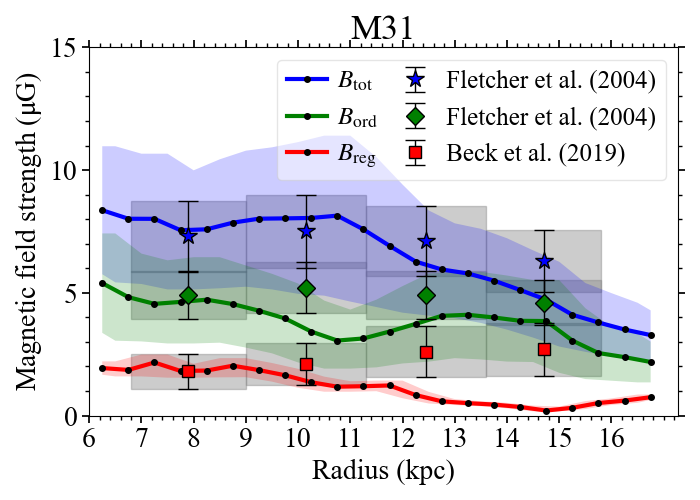 M31
Magnetic field strength (µG)
15
10
5
0
B_tot
B_ord
B_reg
Fletcher et al. (2004)
Fletcher et al. (2004)
Beck et al. (2019)
6 7 8 9 10 11 12 13 14 15 16
Radius (kpc)